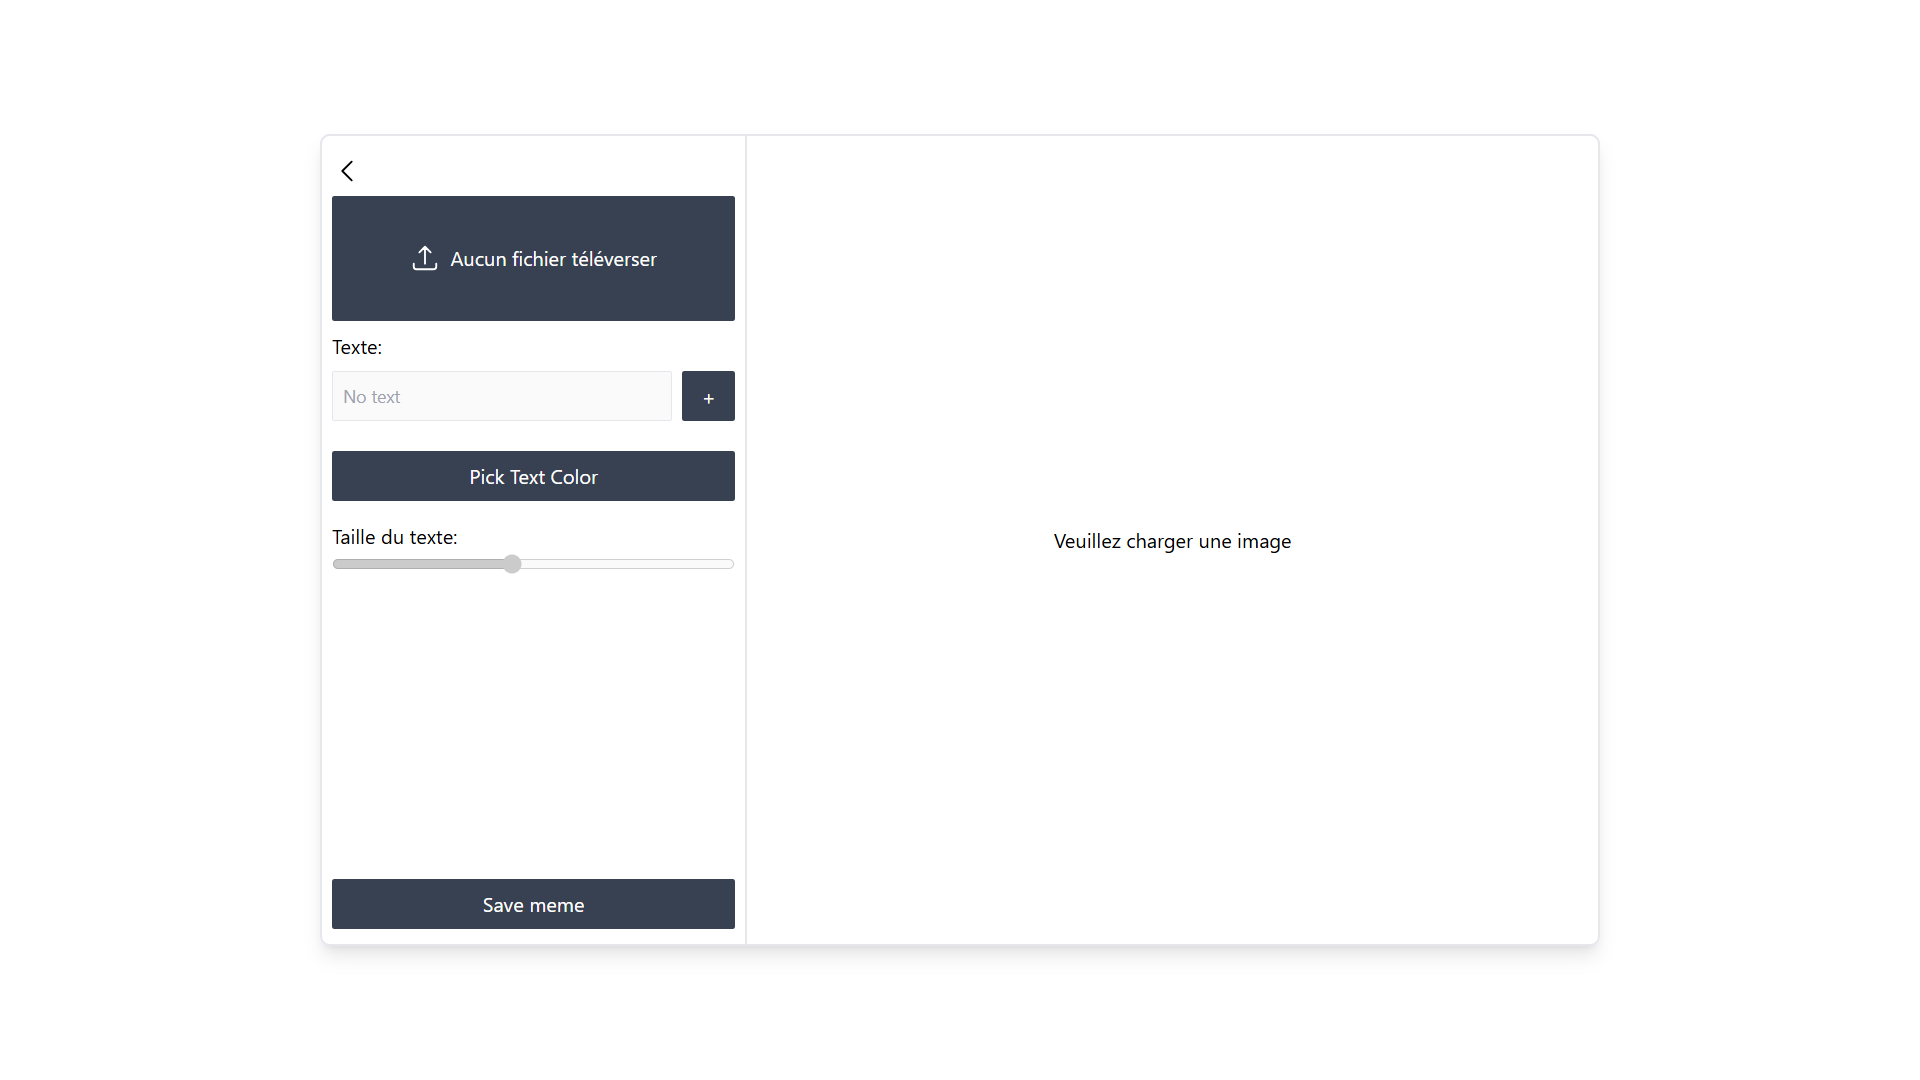 Aucun fichier téléverser
Texte:
No text
+
Pick Text Color
Taille du texte:
Save meme
Veuillez charger une image